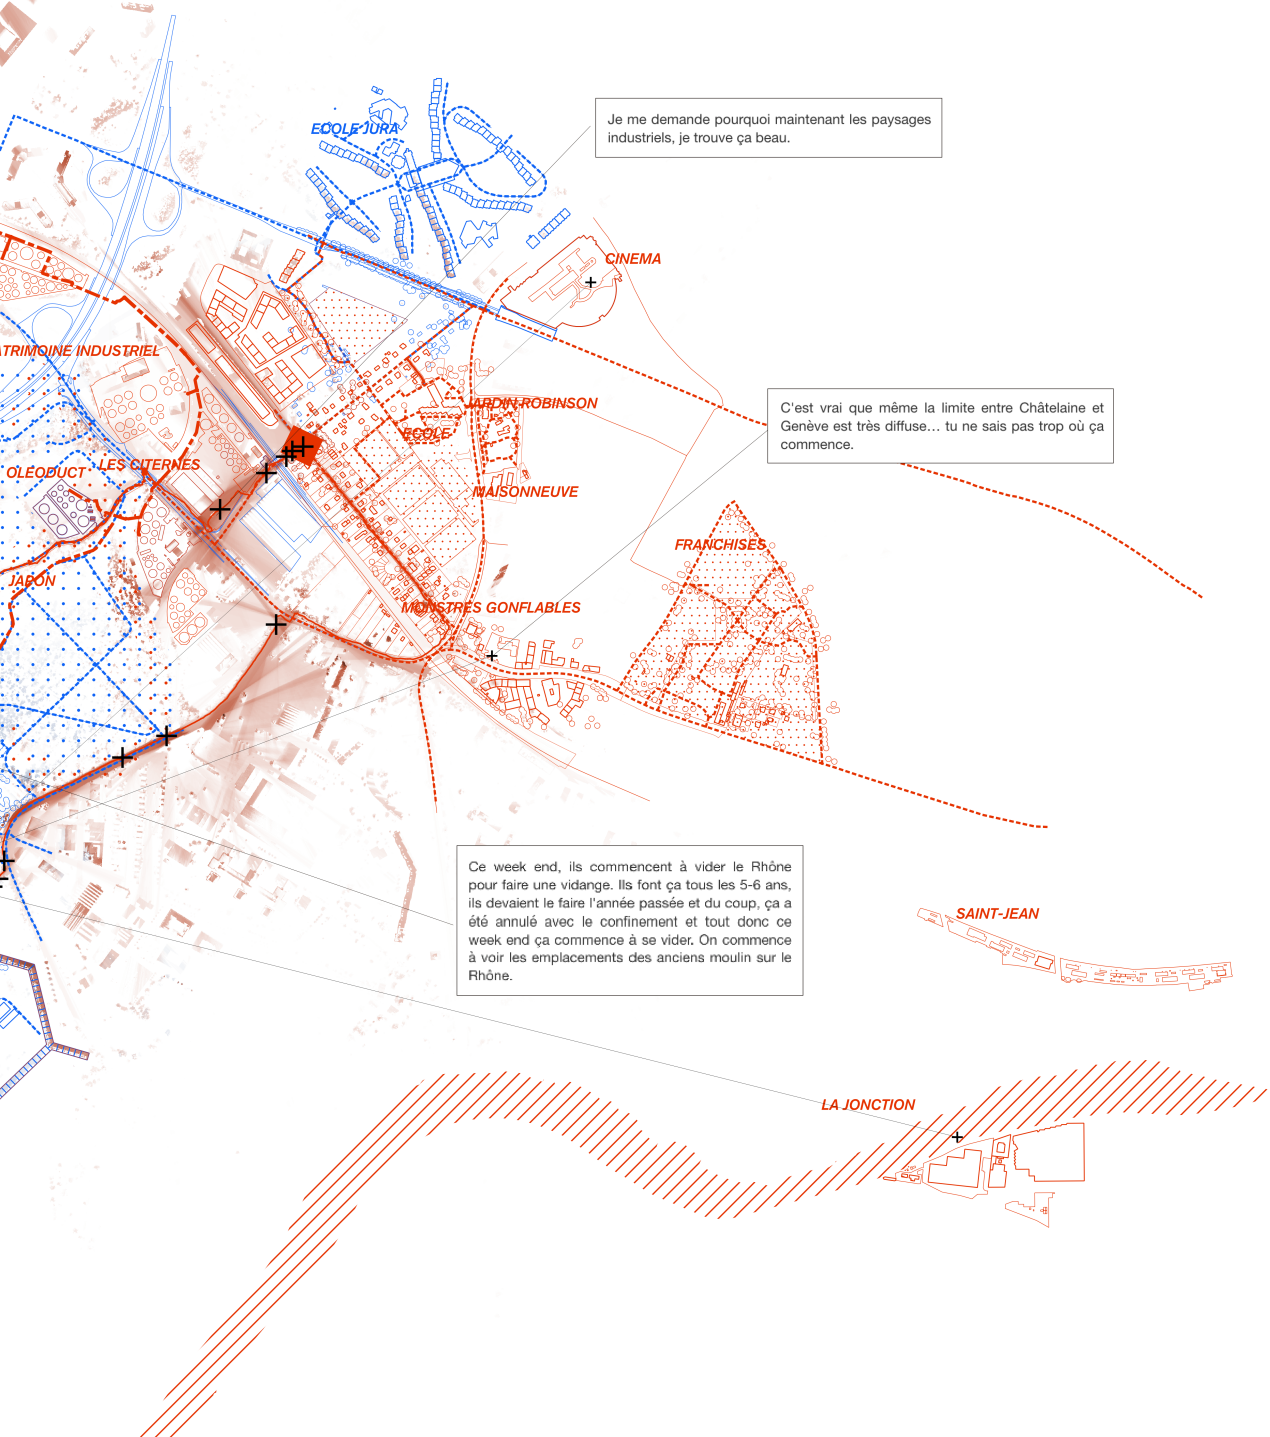 Je me demande pourquoi maintenant les paysages
industriels, je trouve ça beau.
ECOLE JURA
CINEMA
ATRIMOINE INDUSTRIEL
JARDIN ROBINSON
C'est vrai que même la limite entre Châtelaine et
Genève est très diffuse... tu ne sais pas trop où ça
commence.
ECOLE
LES CITERNES
OLEODUCT
MAISONNEUVE
FRANCHISES
JAPON
MONSTRES GONFLABLES
Ce week end, ils commencent à vider le Rhône
pour faire une vidange. Ils font ça tous les 5-6 ans,
ils devaient le faire l'année passée et du coup, ça a
été annulé avec le confinement et tout donc ce
week end ça commence à se vider. On commence
à voir les emplacements des anciens moulin sur le
Rhône.
SAINT-JEAN
LA JONCTION